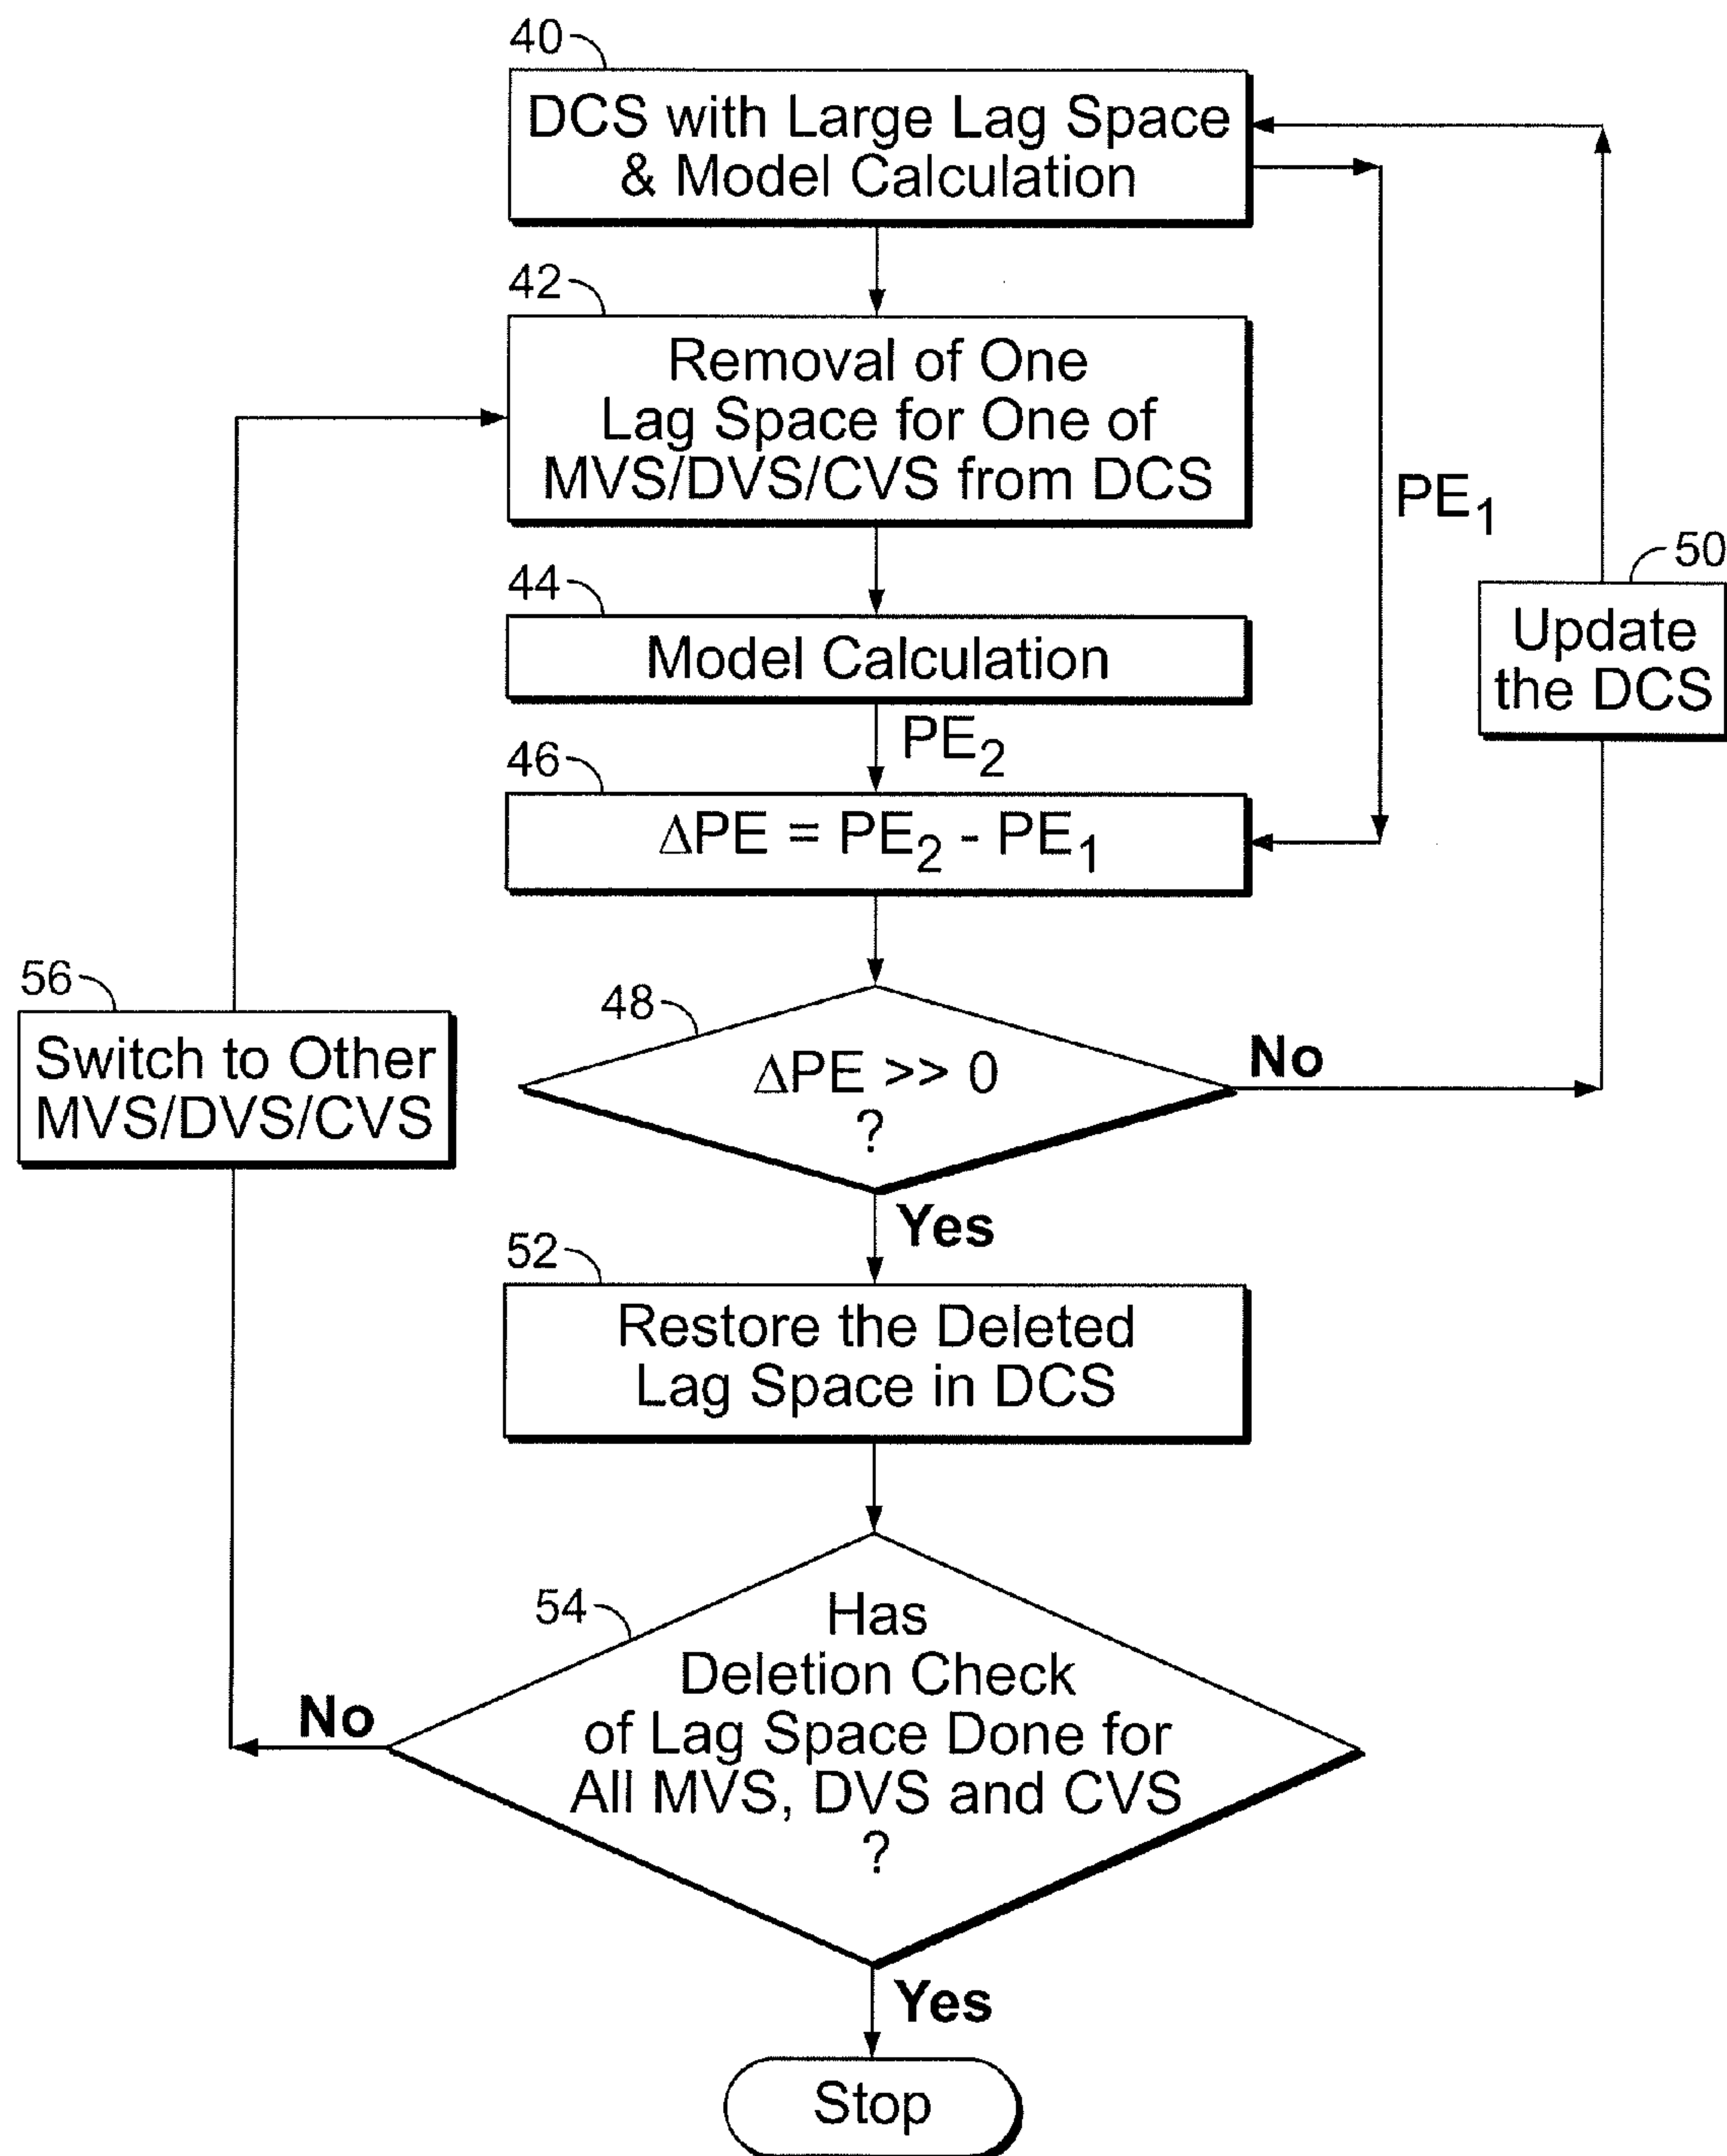 40
DCS with Large Lag Space
& Model Calculation
42
Removal of One
Lag Space for One of
MVS/DVS/CVS from DCS
PE1
44
Model Calculation
50
Update
the DCS
PE2
46
ΔPE = PE2 - PE1
56
Switch to Other
MVS/DVS/CVS
48
ΔPE >> 0
?
No
Yes
52
Restore the Deleted
Lag Space in DCS
54
Has
Deletion Check
of Lag Space Done for
All MVS, DVS and CVS
?
No
Yes
Stop